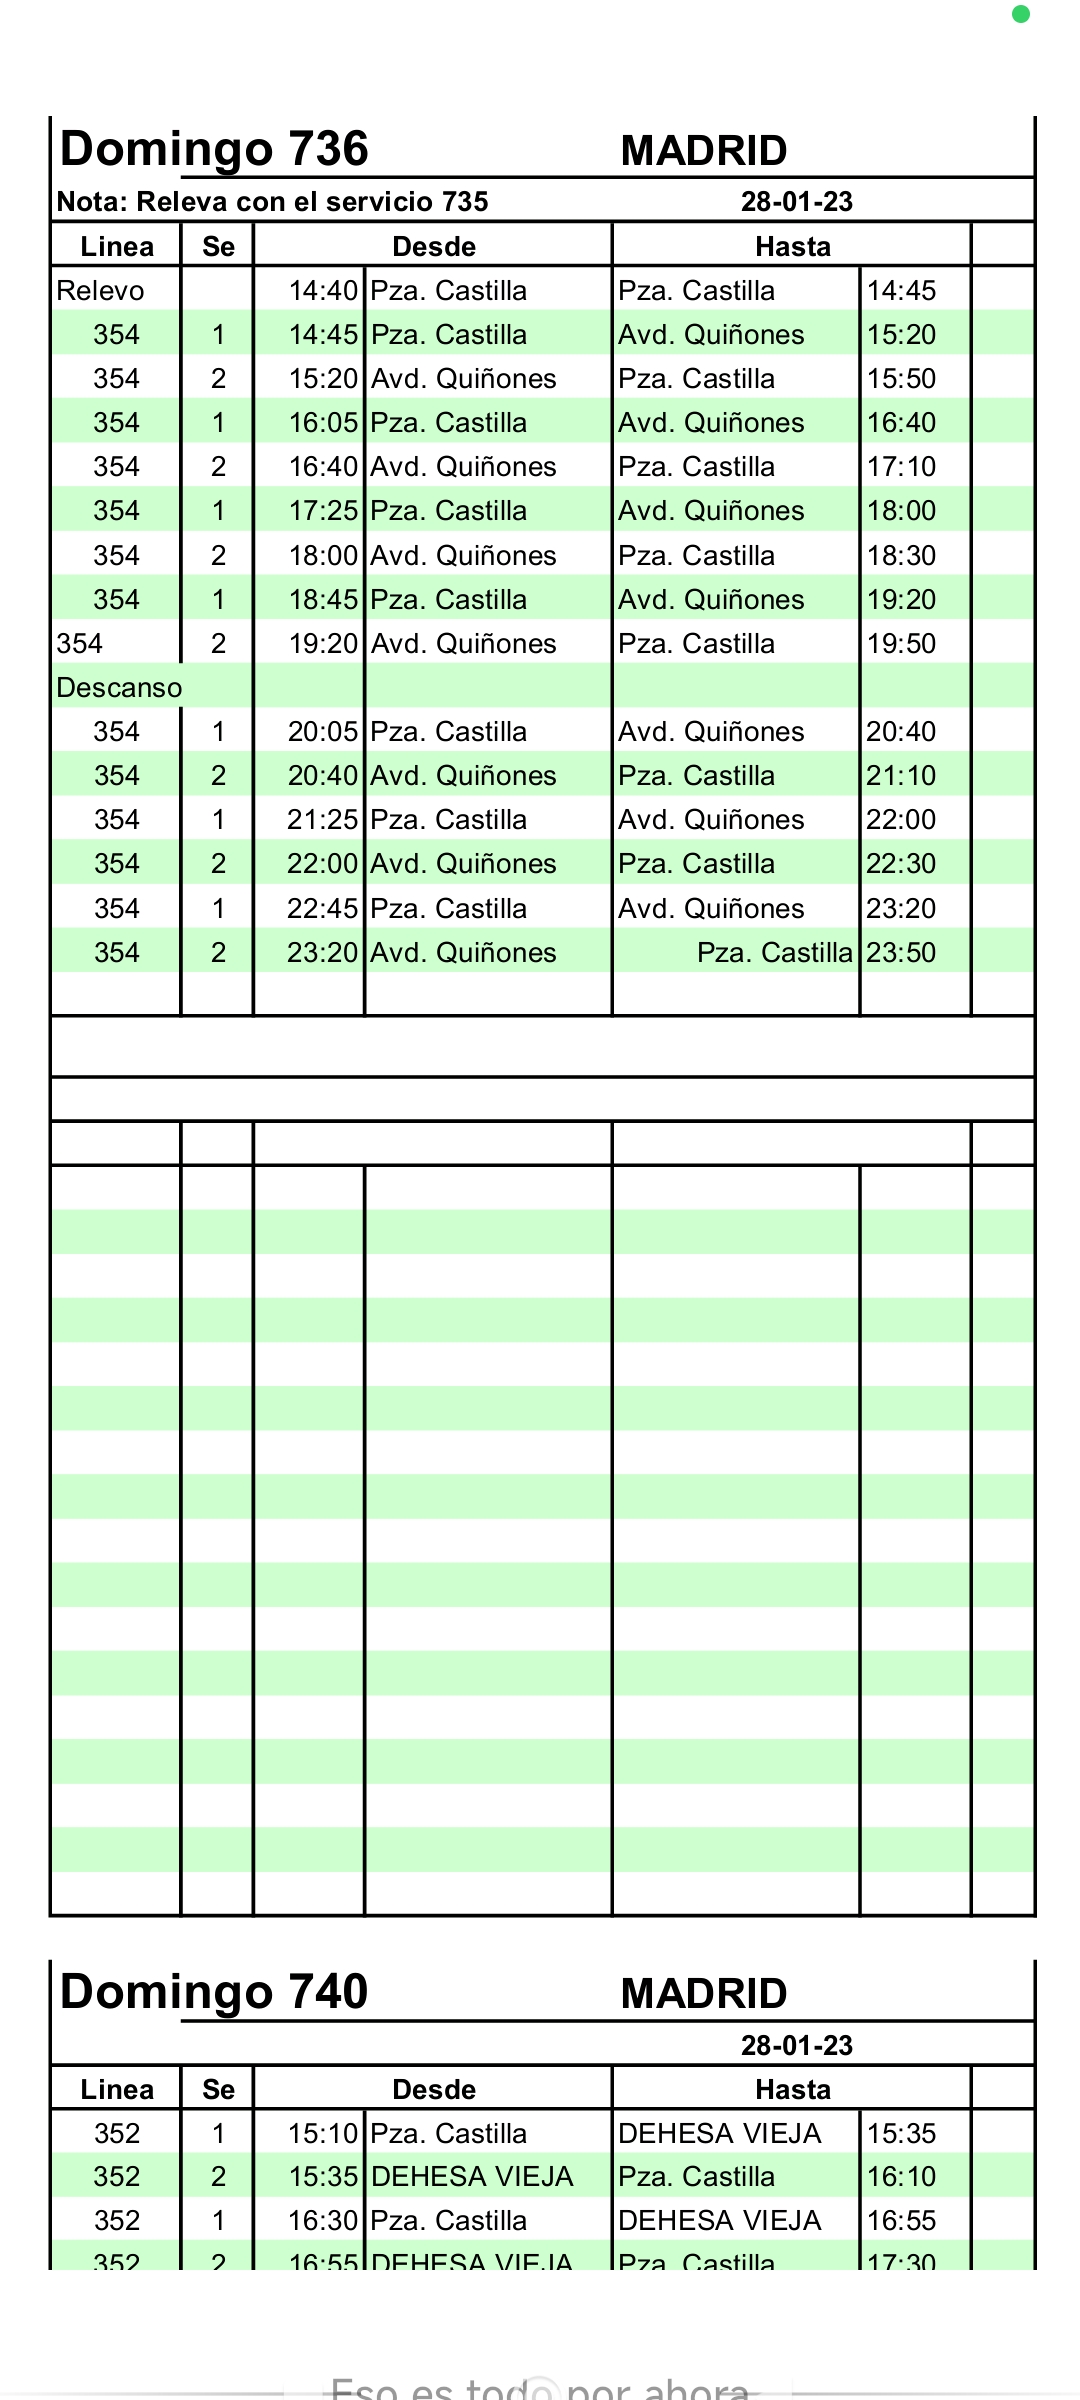 Domingo 736 MADRID
Nota: Releva con el servicio 735 28-01-23
Linea Se Desde Hasta
Relevo 14:40 Pza. Castilla Pza. Castilla 14:45
354 1 14:45 Pza. Castilla Avd. Quiñones 15:20
354 2 15:20 Avd. Quiñones Pza. Castilla 15:50
354 1 16:05 Pza. Castilla Avd. Quiñones 16:40
354 2 16:40 Avd. Quiñones Pza. Castilla 17:10
354 1 17:25 Pza. Castilla Avd. Quiñones 18:00
354 2 18:00 Avd. Quiñones Pza. Castilla 18:30
354 1 18:45 Pza. Castilla Avd. Quiñones 19:20
354 2 19:20 Avd. Quiñones Pza. Castilla 19:50
Descanso
354 1 20:05 Pza. Castilla Avd. Quiñones 20:40
354 2 20:40 Avd. Quiñones Pza. Castilla 21:10
354 1 21:25 Pza. Castilla Avd. Quiñones 22:00
354 2 22:00 Avd. Quiñones Pza. Castilla 22:30
354 1 22:45 Pza. Castilla Avd. Quiñones 23:20
354 2 23:20 Avd. Quiñones Pza. Castilla 23:50
Domingo 740 MADRID
28-01-23
Linea Se Desde Hasta
352 1 15:10 Pza. Castilla DEHESA VIEJA 15:35
352 2 15:35 DEHESA VIEJA Pza. Castilla 16:10
352 1 16:30 Pza. Castilla DEHESA VIEJA 16:55
352 2 16:55 DEHESA VIEJA Pza. Castilla 17:30
Eso es todo por ahora